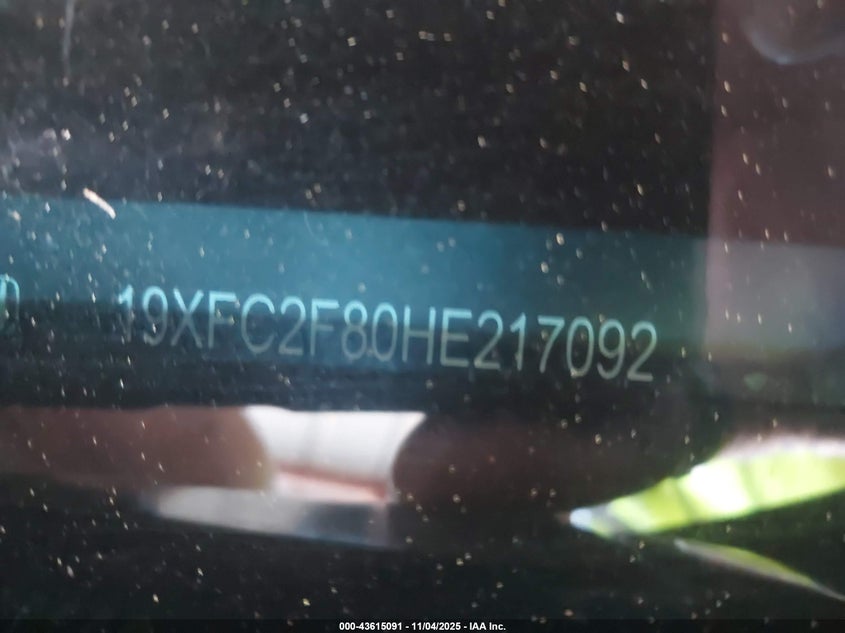 19XFC2F80HE217092
000-43615091 - 11/04/2025 - IAA Inc.